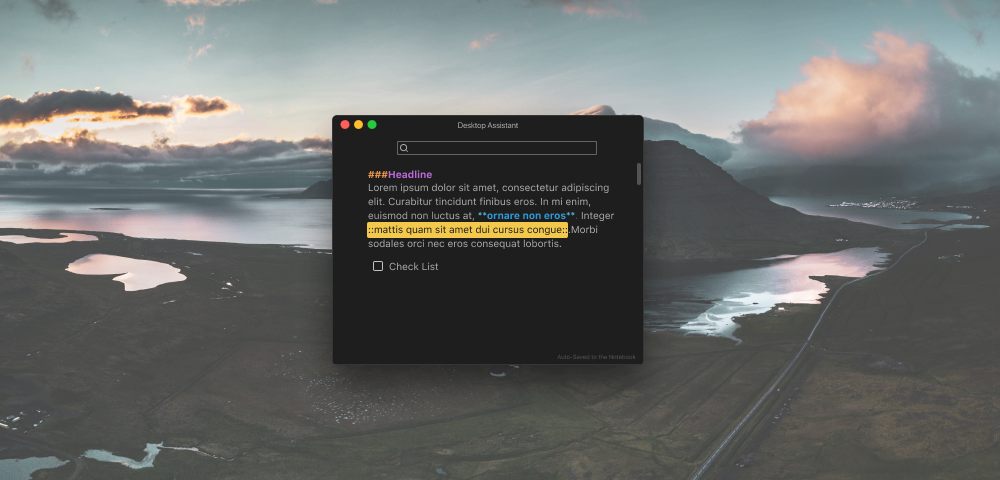 Desktop Assistant
###Headline
Lorem ipsum dolor sit amet, consectetur adipiscing
elit. Curabitur tincidunt finibus eros. In mi enim,
euismod non luctus at, **ornare non eros**. Integer
::mattis quam sit amet dui cursus congue::.Morbi
sodales orci nec eros consequat lobortis.
Check List
Auto-Saved to the Notebook